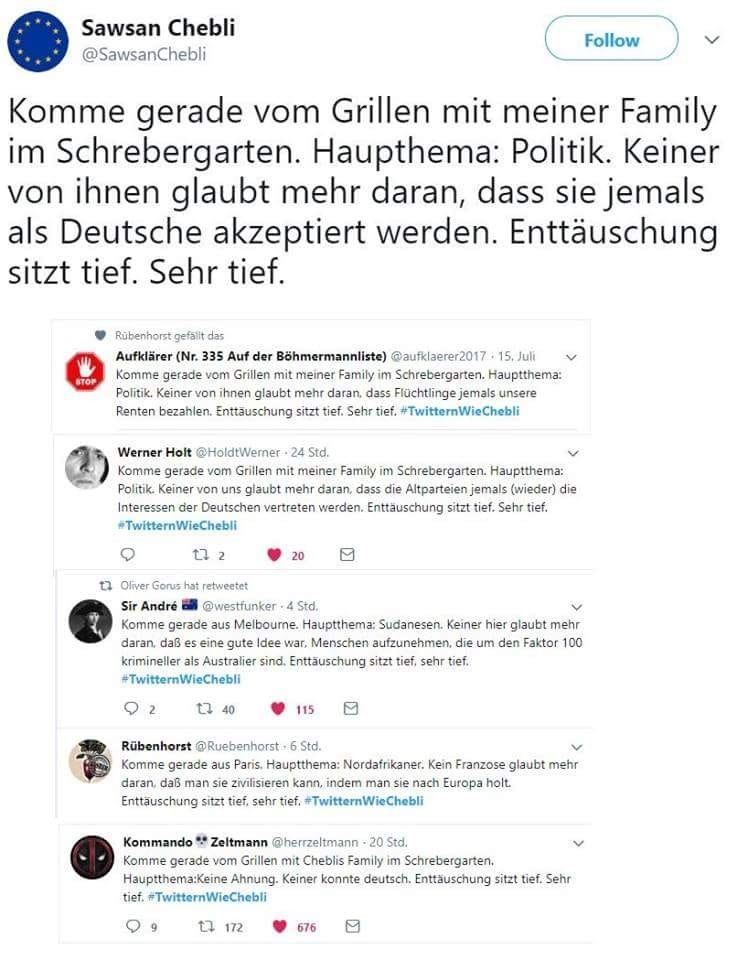 Sawsan Chebli
@SawsanChebli
Follow
Komme gerade vom Grillen mit meiner Family
im Schrebergarten. Haupthema: Politik. Keiner
von ihnen glaubt mehr daran, dass sie jemals
als Deutsche akzeptiert werden. Enttäuschung
sitzt tief. Sehr tief.
Rübenhorst gefällt das
Aufklärer (Nr. 335 Auf der Böhmermannliste) @aufklaerer2017 · 15. Juli
Komme gerade vom Grillen mit meiner Family im Schrebergarten. Hauptthema:
Politik. Keiner von ihnen glaubt mehr daran, dass Flüchtlinge jemals unsere
Renten bezahlen. Enttäuschung sitzt tief. Sehr tief. #TwitternWieChebli
STOP
Werner Holt @HoldtWerner · 24 Std.
Komme gerade vom Grillen mit meiner Family im Schrebergarten. Hauptthema:
Politik. Keiner von uns glaubt mehr daran, dass die Altparteien jemals (wieder) die
Interessen der Deutschen vertreten werden. Enttäuschung sitzt tief. Sehr tief.
#TwitternWieChebli
2 20
Oliver Gorus hat retweetet
Sir André @westfunker · 4 Std.
Komme gerade aus Melbourne. Hauptthema: Sudanesen. Keiner hier glaubt mehr
daran, daß es eine gute Idee war, Menschen aufzunehmen, die um den Faktor 100
krimineller als Australier sind. Enttäuschung sitzt tief, sehr tief.
#TwitternWieChebli
2 40 115
Rübenhorst @Ruebenhorst · 6 Std.
Komme gerade aus Paris. Hauptthema: Nordafrikaner. Kein Franzose glaubt mehr
daran, daß man sie zivilisieren kann, indem man sie nach Europa holt.
Enttäuschung sitzt tief, sehr tief. #TwitternWieChebli
Kommando Zeltmann @herrzeltmann · 20 Std.
Komme gerade vom Grillen mit Cheblis Family im Schrebergarten.
Hauptthema:Keine Ahnung. Keiner konnte deutsch. Enttäuschung sitzt tief. Sehr
tief. #TwitternWieChebli
9 172 676